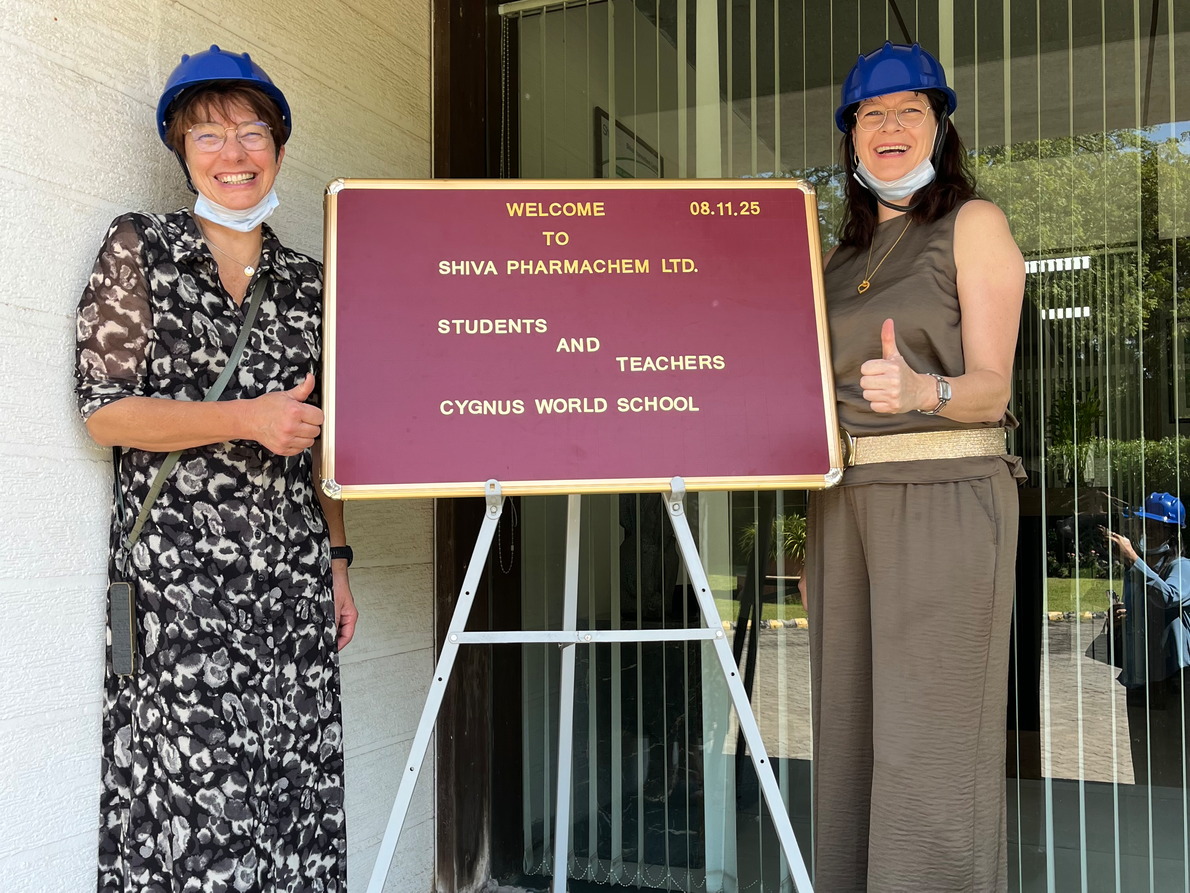 WELCOME 08.11.25
TO
SHIVA PHARMACHEM LTD.
STUDENTS
AND
TEACHERS
CYGNUS WORLD SCHOOL